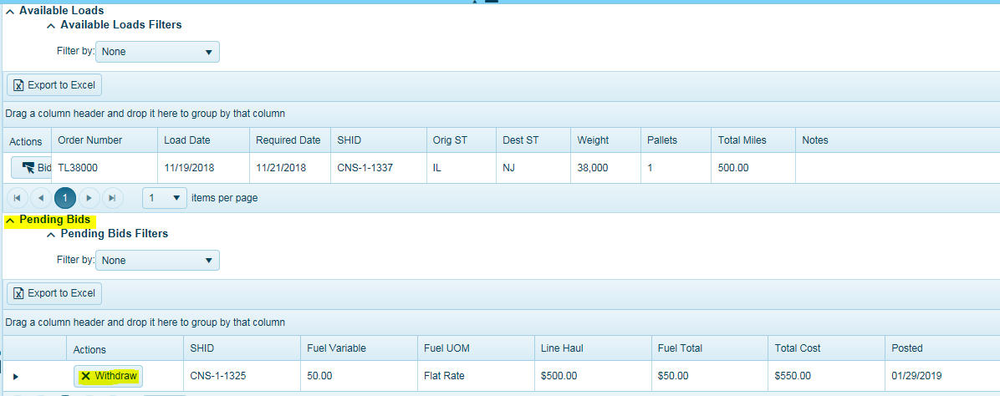 Available Loads
Available Loads Filters
Filter by: None
Export to Excel
Drag a column header and drop it here to group by that column
Actions Order Number Load Date Required Date SHID Orig ST Dest ST Weight Pallets Total Miles Notes
Bid TL38000 11/19/2018 11/21/2018 CNS-1-1337 IL NJ 38,000 1 500.00
1 1 items per page
Pending Bids
Pending Bids Filters
Filter by: None
Export to Excel
Drag a column header and drop it here to group by that column
Actions SHID Fuel Variable Fuel UOM Line Haul Fuel Total Total Cost Posted
Withdraw CNS-1-1325 50.00 Flat Rate $500.00 $50.00 $550.00 01/29/2019